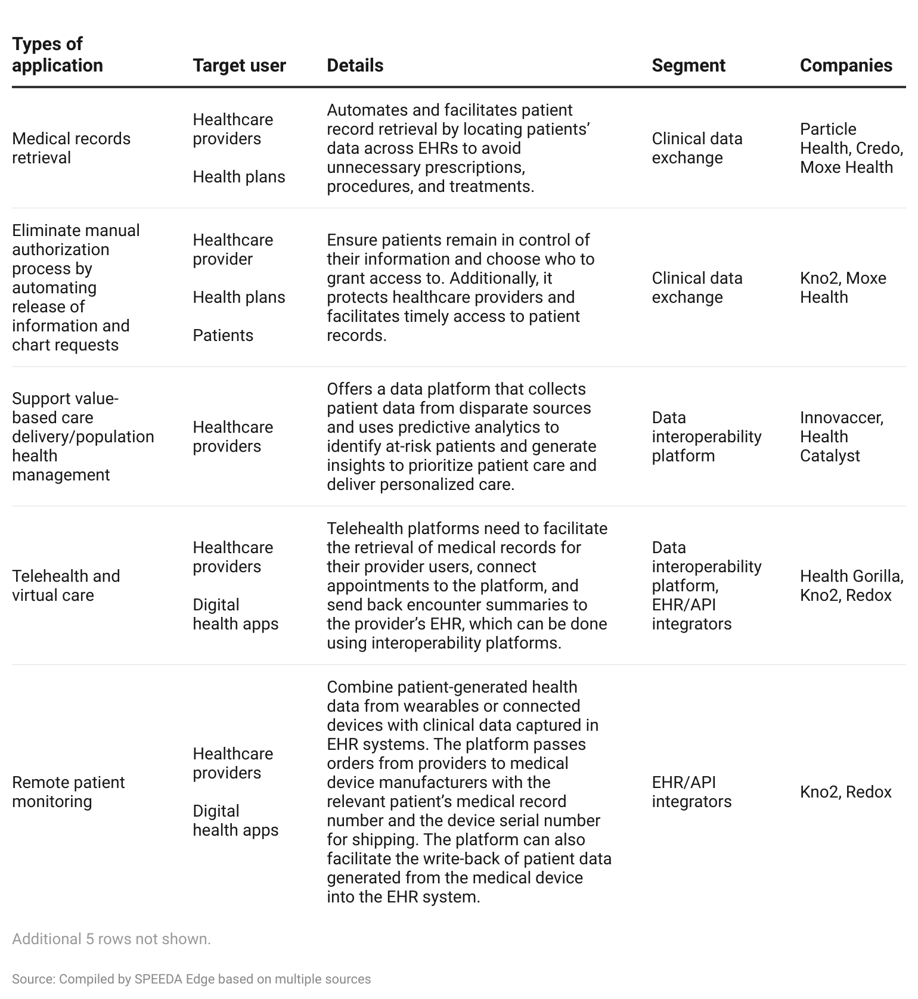 Types of
application
Target user
Details
Segment
Companies
Medical records
retrieval
Healthcare
providers
Health plans
Automates and facilitates patient
record retrieval by locating patients’
data across EHRs to avoid
unnecessary prescriptions,
procedures, and treatments.
Clinical data
exchange
Particle
Health, Credo,
Moxe Health
Eliminate manual
authorization
process by
automating
release of
information and
chart requests
Healthcare
provider
Health plans
Patients
Ensure patients remain in control of
their information and choose who to
grant access to. Additionally, it
protects healthcare providers and
facilitates timely access to patient
records.
Clinical data
exchange
Kno2, Moxe
Health
Support value-
based care
delivery/population
health
management
Healthcare
providers
Offers a data platform that collects
patient data from disparate sources
and uses predictive analytics to
identify at-risk patients and generate
insights to prioritize patient care and
deliver personalized care.
Data
interoperability
platform
Innovaccer,
Health
Catalyst
Telehealth and
virtual care
Healthcare
providers
Digital
health apps
Telehealth platforms need to facilitate
the retrieval of medical records for
their provider users, connect
appointments to the platform, and
send back encounter summaries to
the provider’s EHR, which can be done
using interoperability platforms.
Data
interoperability
platform,
EHR/API
integrators
Health Gorilla,
Kno2, Redox
Remote patient
monitoring
Healthcare
providers
Digital
health apps
Combine patient-generated health
data from wearables or connected
devices with clinical data captured in
EHR systems. The platform passes
orders from providers to medical
device manufacturers with the
relevant patient’s medical record
number and the device serial number
for shipping. The platform can also
facilitate the write-back of patient data
generated from the medical device
into the EHR system.
EHR/API
integrators
Kno2, Redox
Additional 5 rows not shown.
Source: Compiled by SPEEDA Edge based on multiple sources